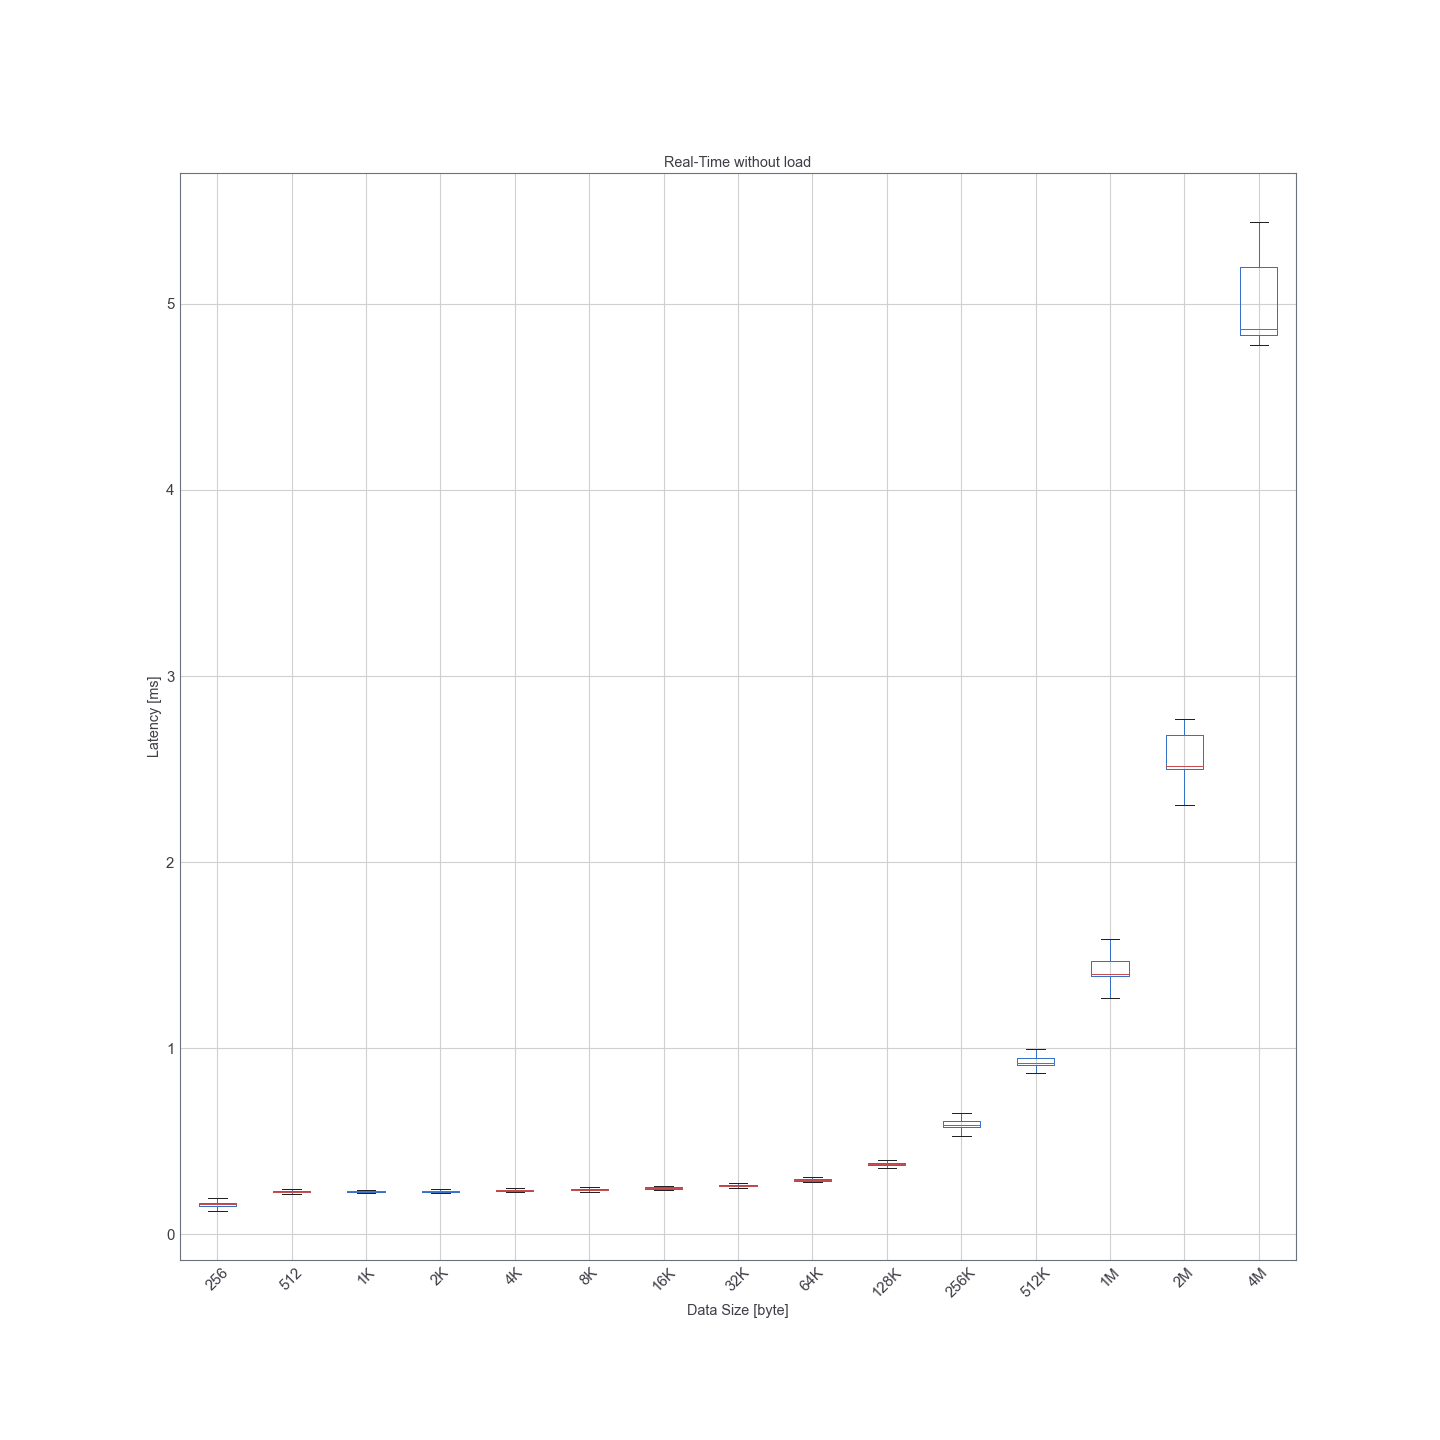 Real-Time without load
Latency [ms]
5
4
3
2
1
0
256 512 1K 2K 4K 8K 16K 32K 64K 128K 256K 512K 1M 2M 4M
Data Size [byte]